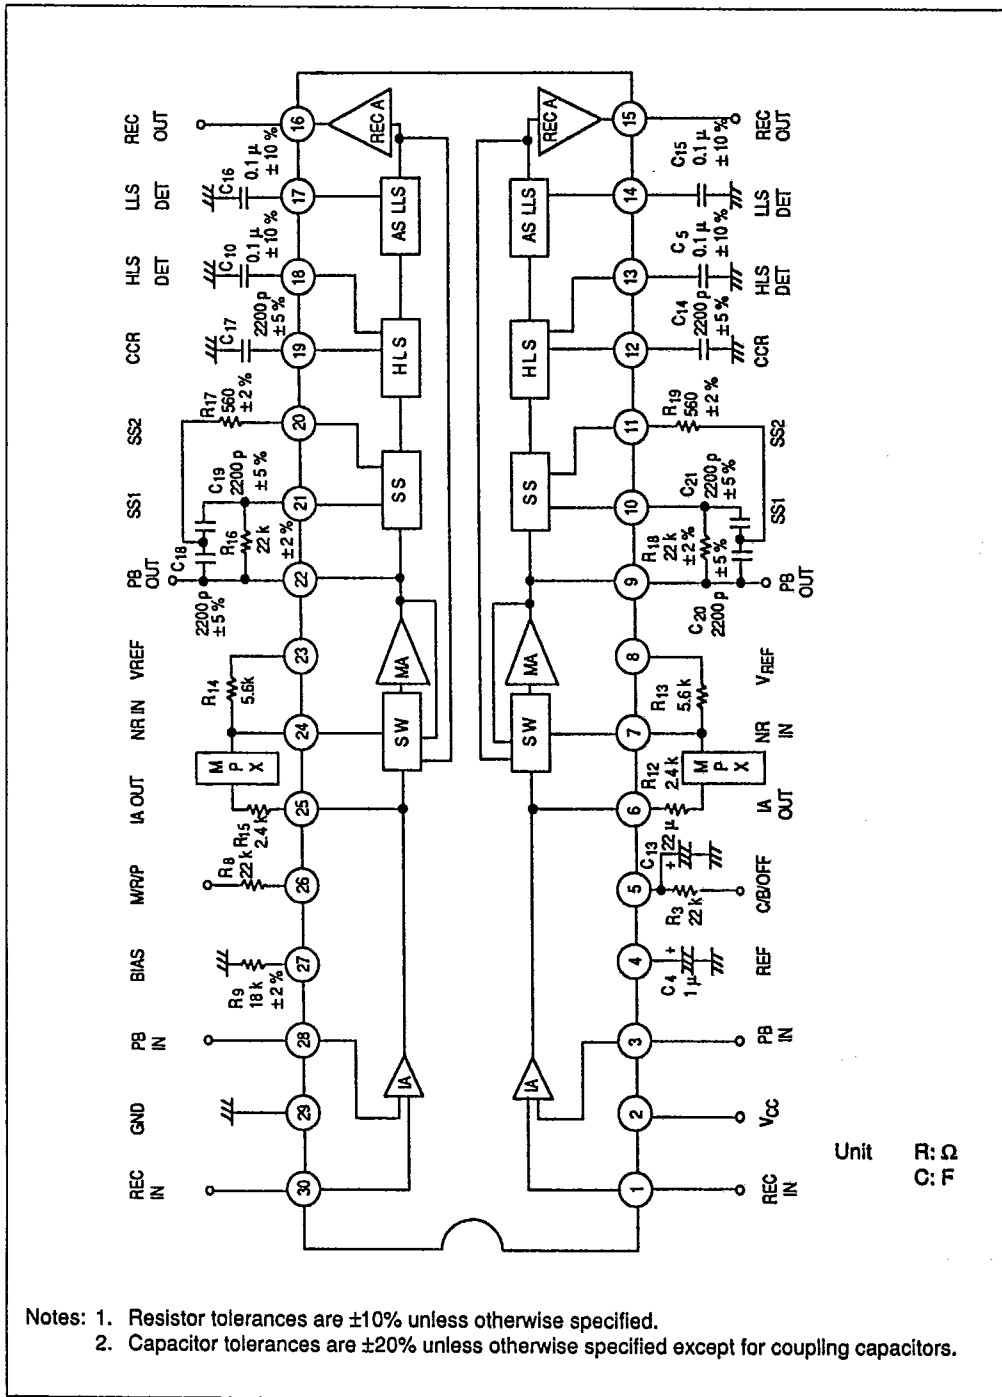 REC OUT
LLS DET
HLS DET
CCR
SS2
SS1
PB OUT
VREF
NR IN
IA OUT
M/R/P
BIAS
PB IN
GND
REC IN
C16
0.1 μ
±10 %
C10
0.1 μ
±10 %
C17
2200 p
±5 %
R17
560
±2 %
C19
2200 p
±5 %
R16
22 k
±2 %
C18
2200 p
±5 %
R14
5.6k
M P X
R15
2.4 k
R8
22 k
R9
18 k
±2 %
16
17
18
19
20
21
22
23
24
25
26
27
28
29
30
REC A
AS LLS
HLS
SS
MA
SW
IA
REC A
AS LLS
HLS
SS
MA
SW
IA
15
14
13
12
11
10
9
8
7
6
5
4
3
2
1
C15
0.1 μ
±10 %
C5
0.1 μ
±10 %
C14
2200 p
±5 %
R19
560
±2 %
C21
2200 p
±5 %
R18
22 k
±2 %
±5 %
C20
2200 p
R13
5.6 k
M P X
R12
2.4 k
C13
22 μ
+
R3
22 k
C4
1 μ
+
REC OUT
LLS DET
HLS DET
CCR
SS2
SS1
PB OUT
VREF
NR IN
IA OUT
C/B/OFF
REF
PB IN
VCC
REC IN
Unit R: Ω
C: F
Notes: 1. Resistor tolerances are ±10% unless otherwise specified.
2. Capacitor tolerances are ±20% unless otherwise specified except for coupling capacitors.